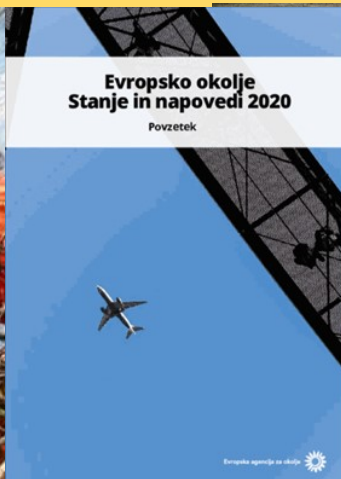 Evropsko okolje
Stanje in napovedi 2020
Povzetek
Evropska agencija za okolje